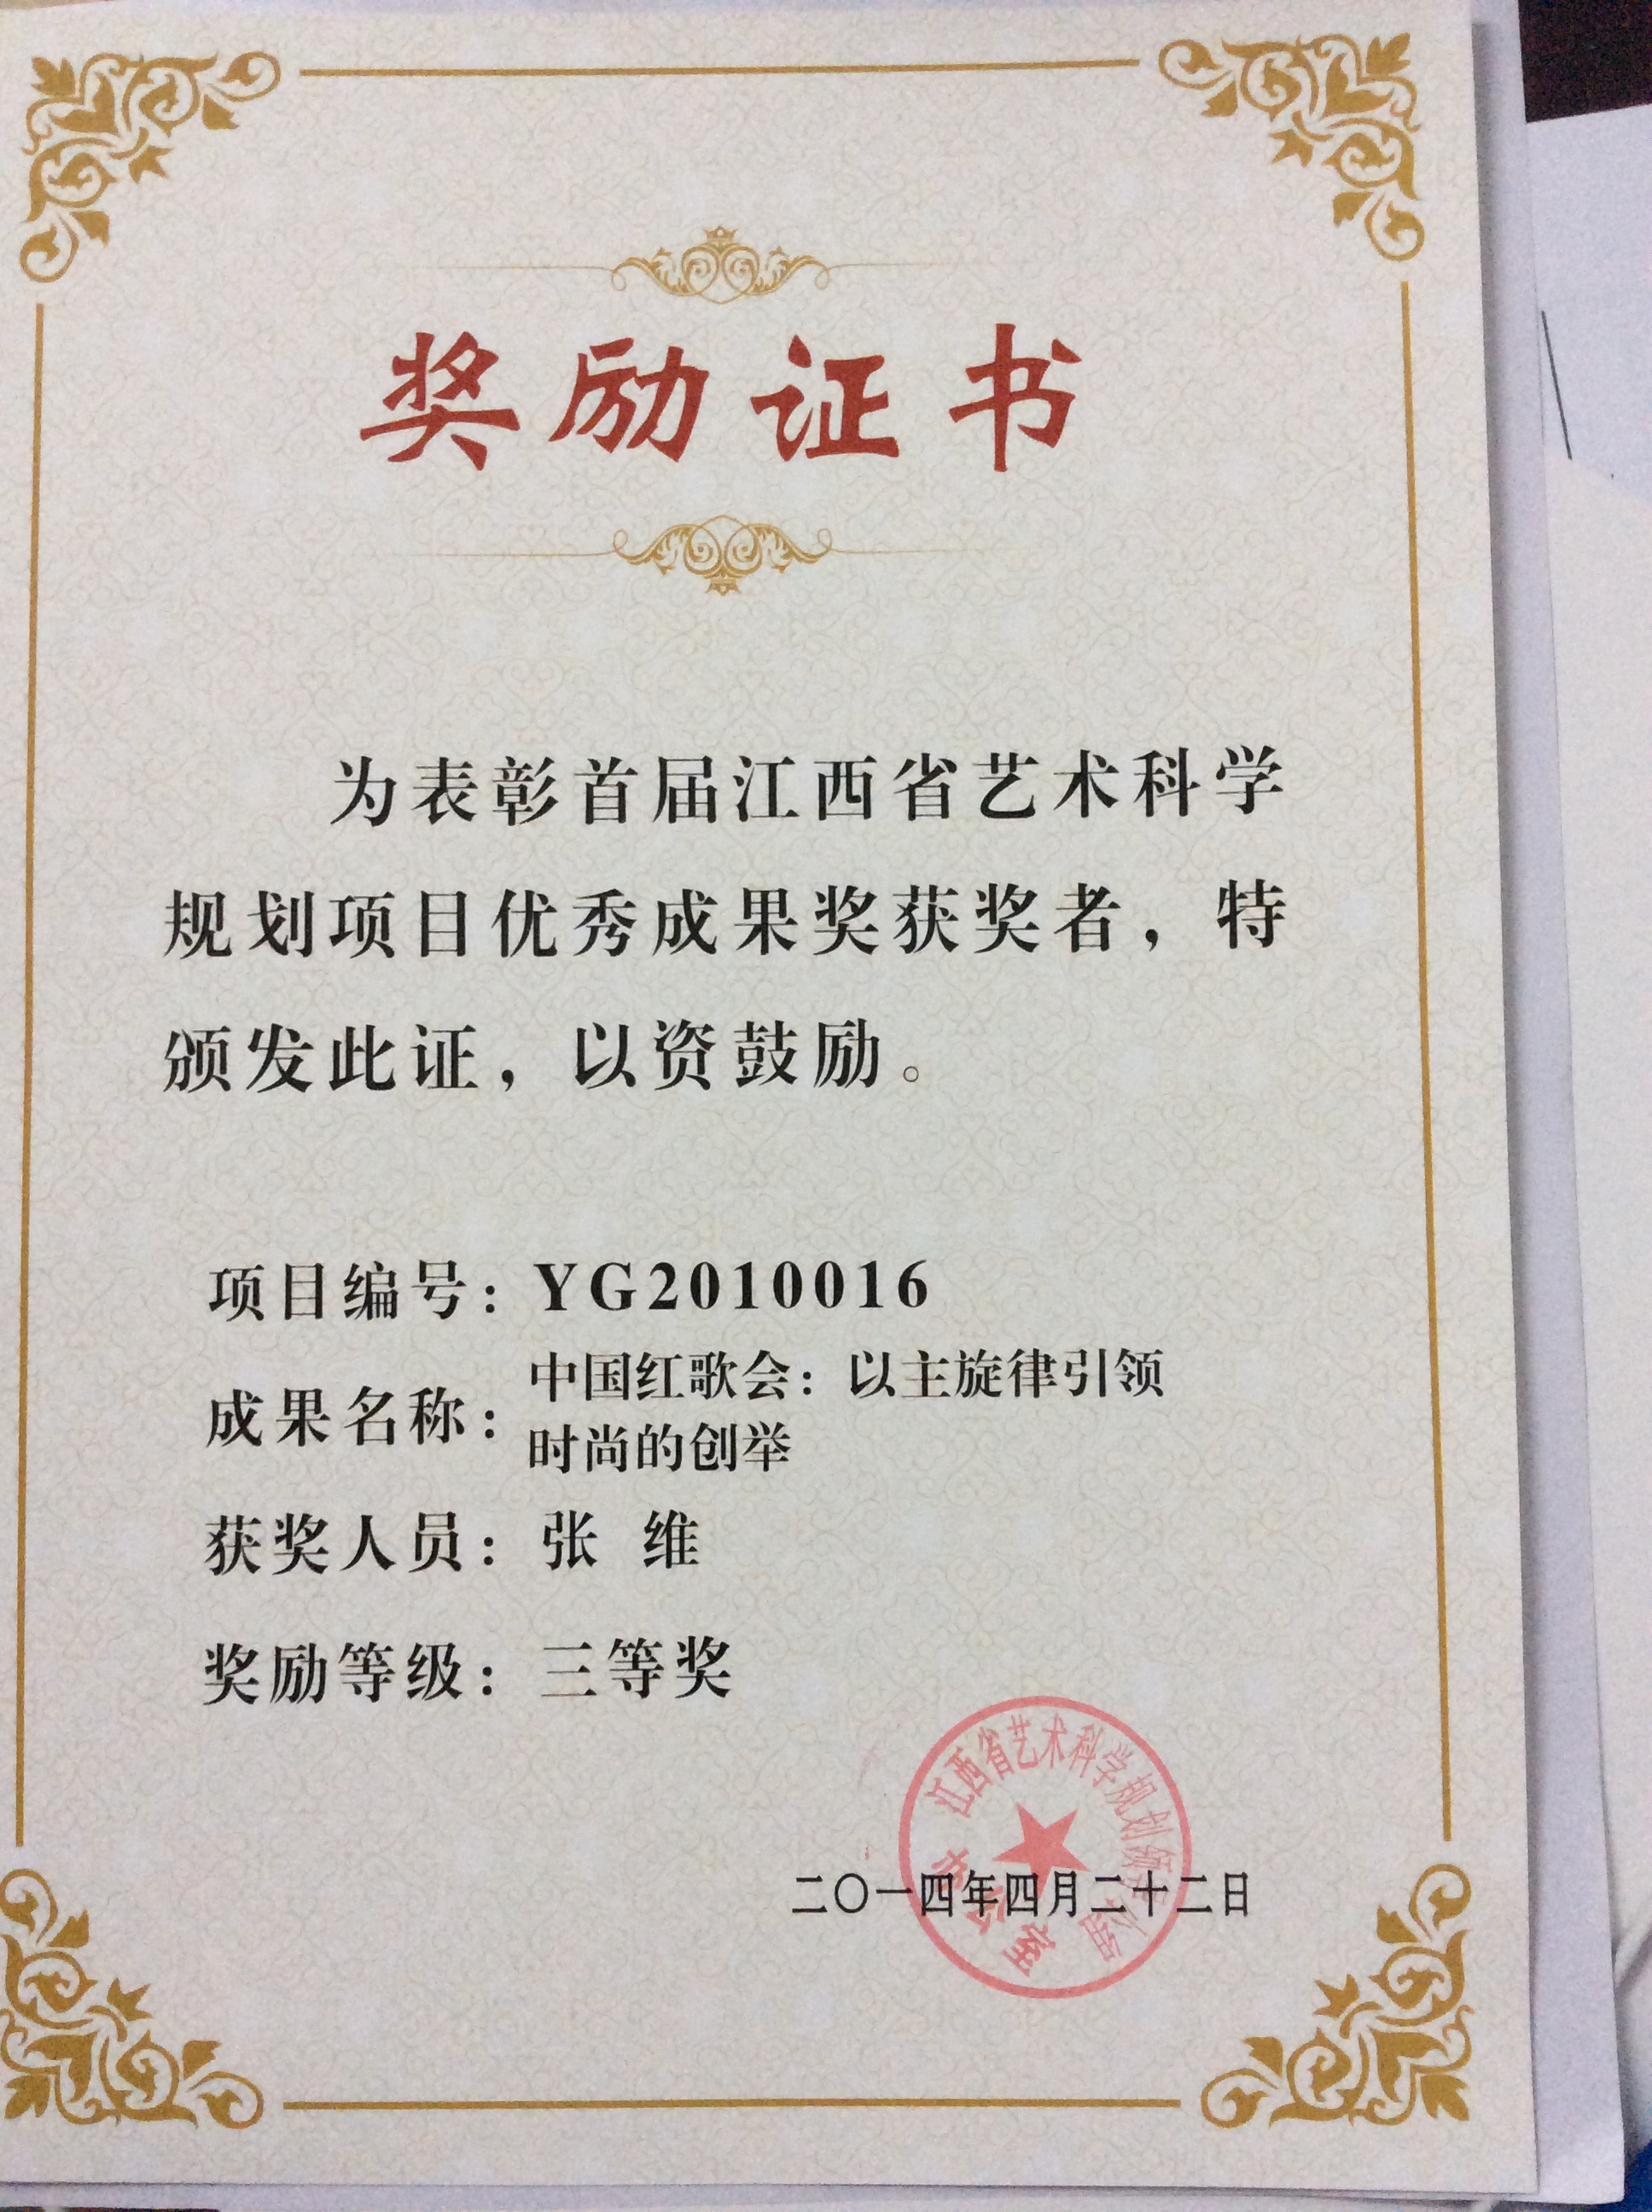 奖励证书
为表彰首届江西省艺术科学
规划项目优秀成果奖获奖者，特
颁发此证，以资鼓励。
项目编号：YG2010016
成果名称：中国红歌会：以主旋律引领
时尚的创举
获奖人员：张 维
奖励等级：三等奖
江西省艺术科学规划领导小组
办公室
二〇一四年四月二十二日